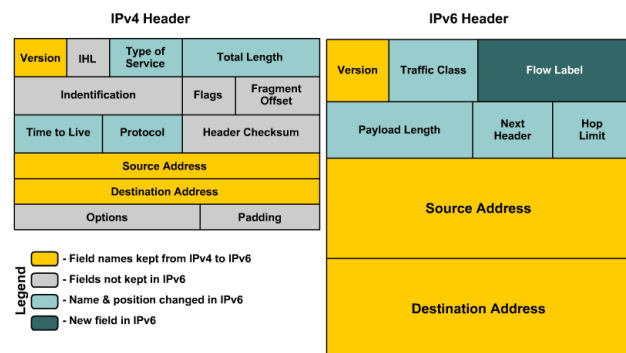 IPv4 Header
IPv6 Header
Version
IHL
Type of
Service
Total Length
Indentification
Flags
Fragment
Offset
Time to Live
Protocol
Header Checksum
Source Address
Destination Address
Options
Padding
Version
Traffic Class
Flow Label
Payload Length
Next
Header
Hop
Limit
Source Address
Destination Address
Legend
- Field names kept from IPv4 to IPv6
- Fields not kept in IPv6
- Name & position changed in IPv6
- New field in IPv6